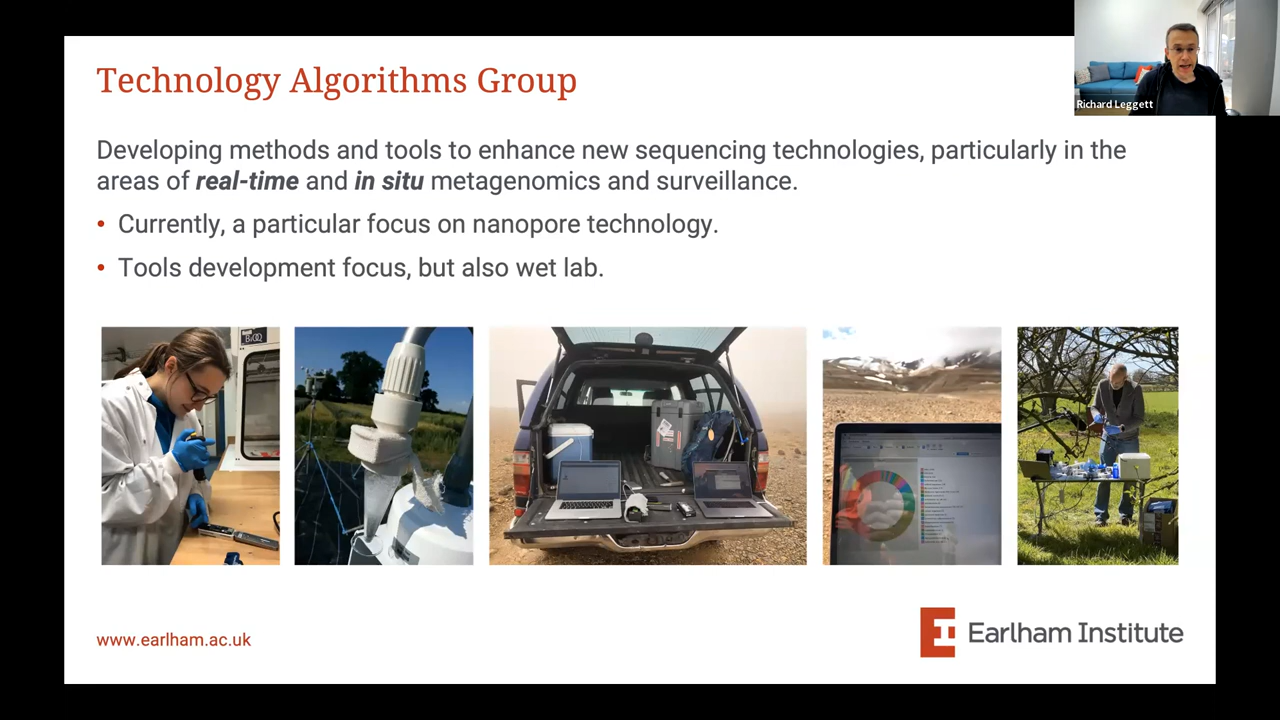 Technology Algorithms Group
Richard Leggett
Developing methods and tools to enhance new sequencing technologies, particularly in the
areas of real-time and in situ metagenomics and surveillance.
• Currently, a particular focus on nanopore technology.
• Tools development focus, but also wet lab.
www.earlham.ac.uk
Earlham Institute